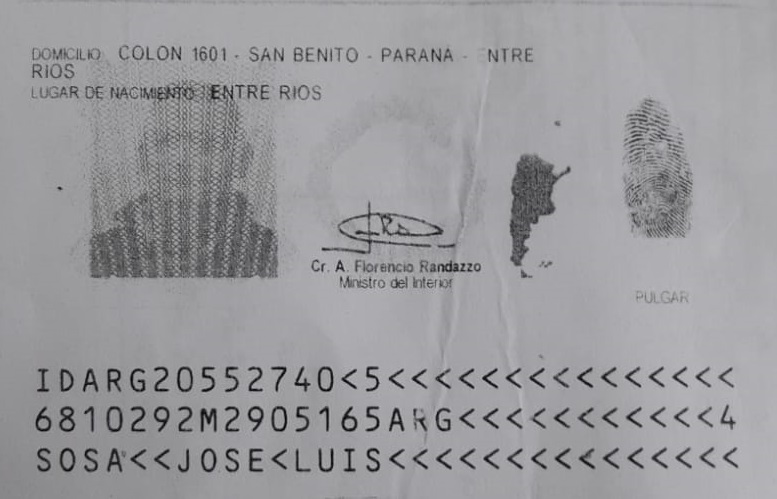 DOMICILIO: COLON 1601 - SAN BENITO - PARANA - NTRE
RIOS
LUGAR DE NACIMIENTO: ENTRE RIOS
Cr. A. Florencio Randazzo
Ministro del Interior
PULGAR
IDARG20552740<5<<<<<<<<<<<<<<<
6810292M2905165ARG<<<<<<<<<<<4
SOSA<<JOSE<LUIS<<<<<<<<<<<<<<<